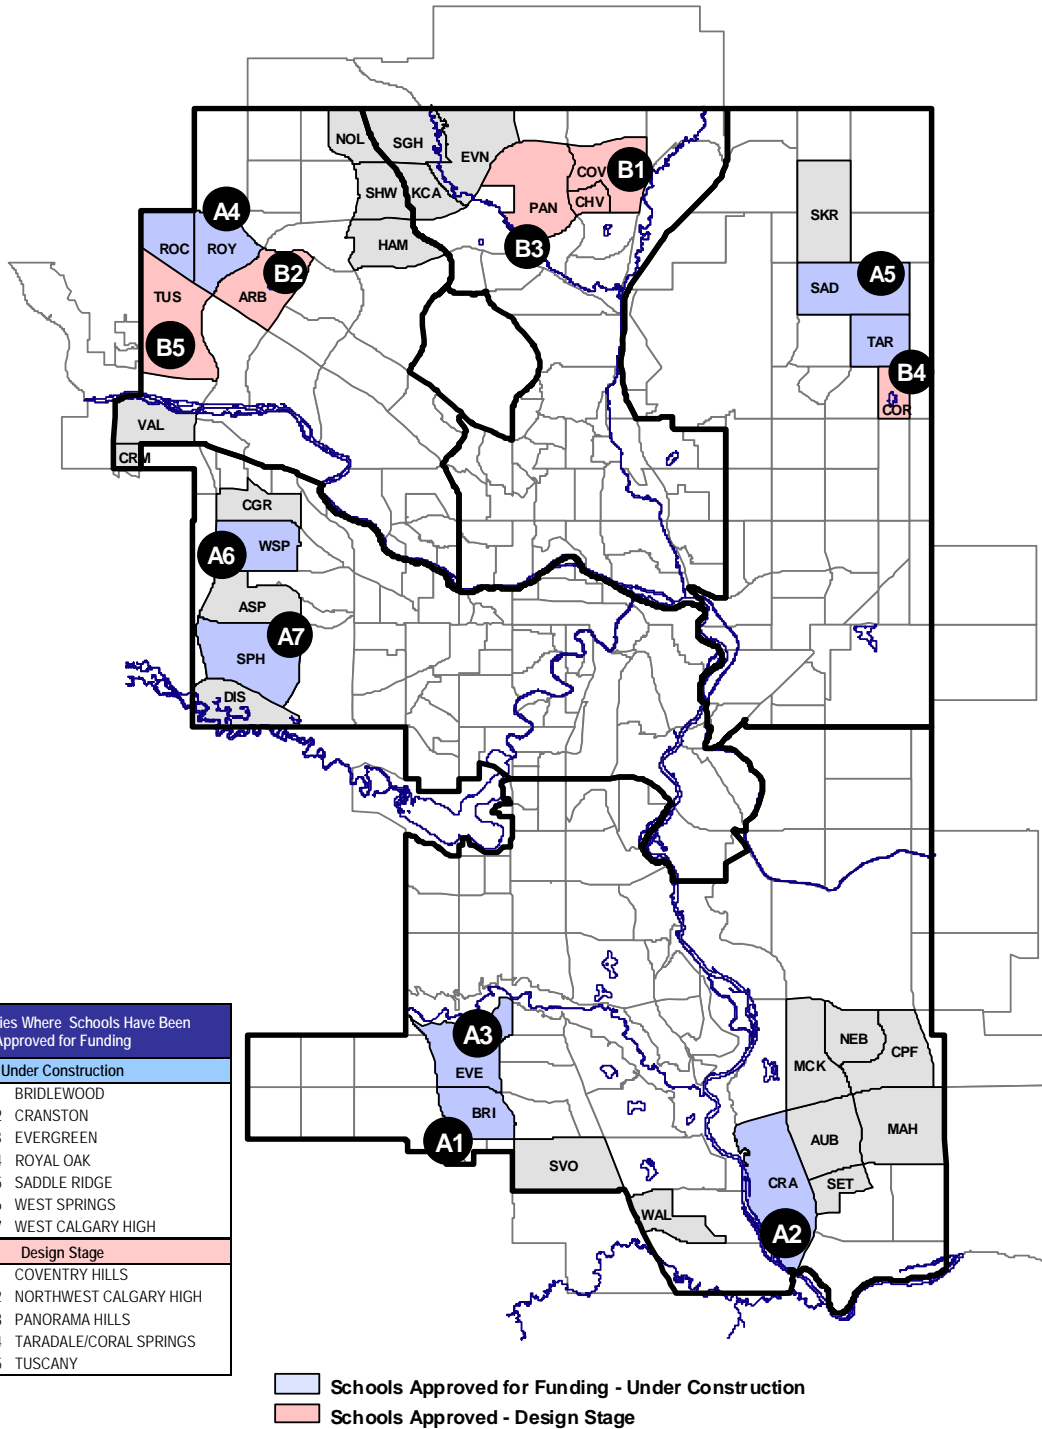 NOL
SGH
EVN
COV
B1
SHW
KCA
CHV
PAN
SKR
A4
ROC
ROY
HAM
B3
B2
A5
SAD
TUS
ARB
B5
TAR
B4
COR
VAL
CRM
CGR
A6
WSP
ASP
A7
SPH
DIS
A3
NEB
CPF
MCK
EVE
BRI
A1
AUB
MAH
SVO
CRA
SET
WAL
A2
Where Schools Have Been
Approved for Funding
Under Construction
BRIDLEWOOD
CRANSTON
EVERGREEN
ROYAL OAK
SADDLE RIDGE
WEST SPRINGS
WEST CALGARY HIGH
Design Stage
COVENTRY HILLS
NORTHWEST CALGARY HIGH
PANORAMA HILLS
TARADALE/CORAL SPRINGS
TUSCANY
Schools Approved for Funding - Under Construction
Schools Approved - Design Stage